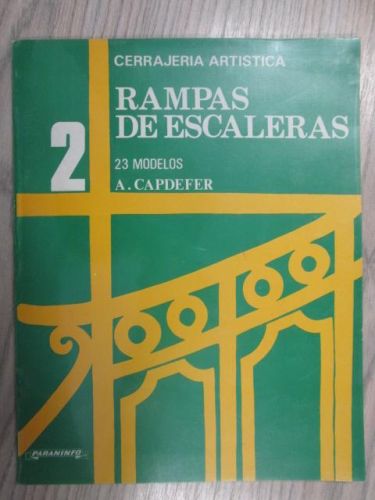 CERRAJERIA ARTISTICA
RAMPAS
DE ESCALERAS
2
23 MODELOS
A. CAPDEFER
PARANINFO